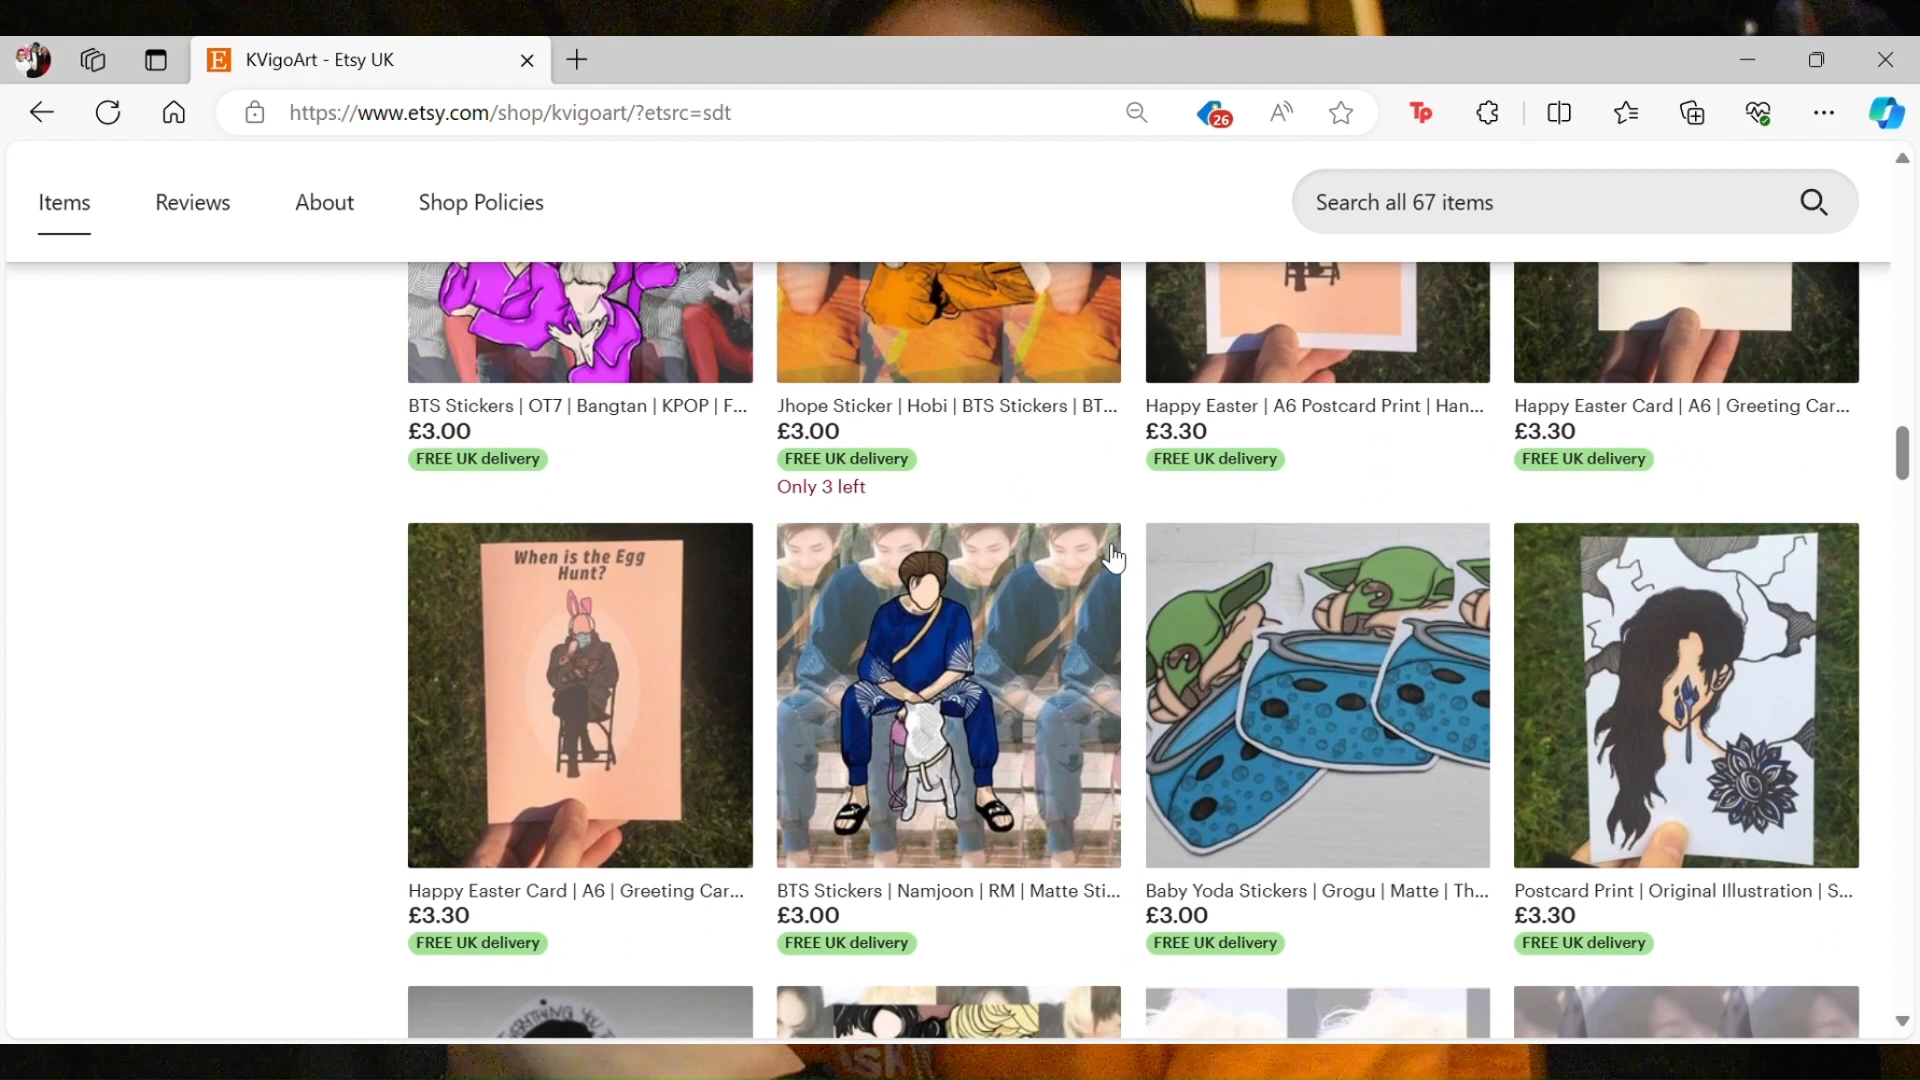 KVigoArt - Etsy UK
https://www.etsy.com/shop/kvigoart/?etsrc=sdt
26
Tp
Items
Reviews
About
Shop Policies
Search all 67 items
BTS Stickers | OT7 | Bangtan | KPOP | F...
£3.00
FREE UK delivery
Jhope Sticker | Hobi | BTS Stickers | BT...
£3.00
FREE UK delivery
Only 3 left
Happy Easter | A6 Postcard Print | Han...
£3.30
FREE UK delivery
Happy Easter Card | A6 | Greeting Car...
£3.30
FREE UK delivery
When is the Egg
Hunt?
Happy Easter Card | A6 | Greeting Car...
£3.30
FREE UK delivery
BTS Stickers | Namjoon | RM | Matte Sti...
£3.00
FREE UK delivery
Baby Yoda Stickers | Grogu | Matte | Th...
£3.00
FREE UK delivery
Postcard Print | Original Illustration | S...
£3.30
FREE UK delivery